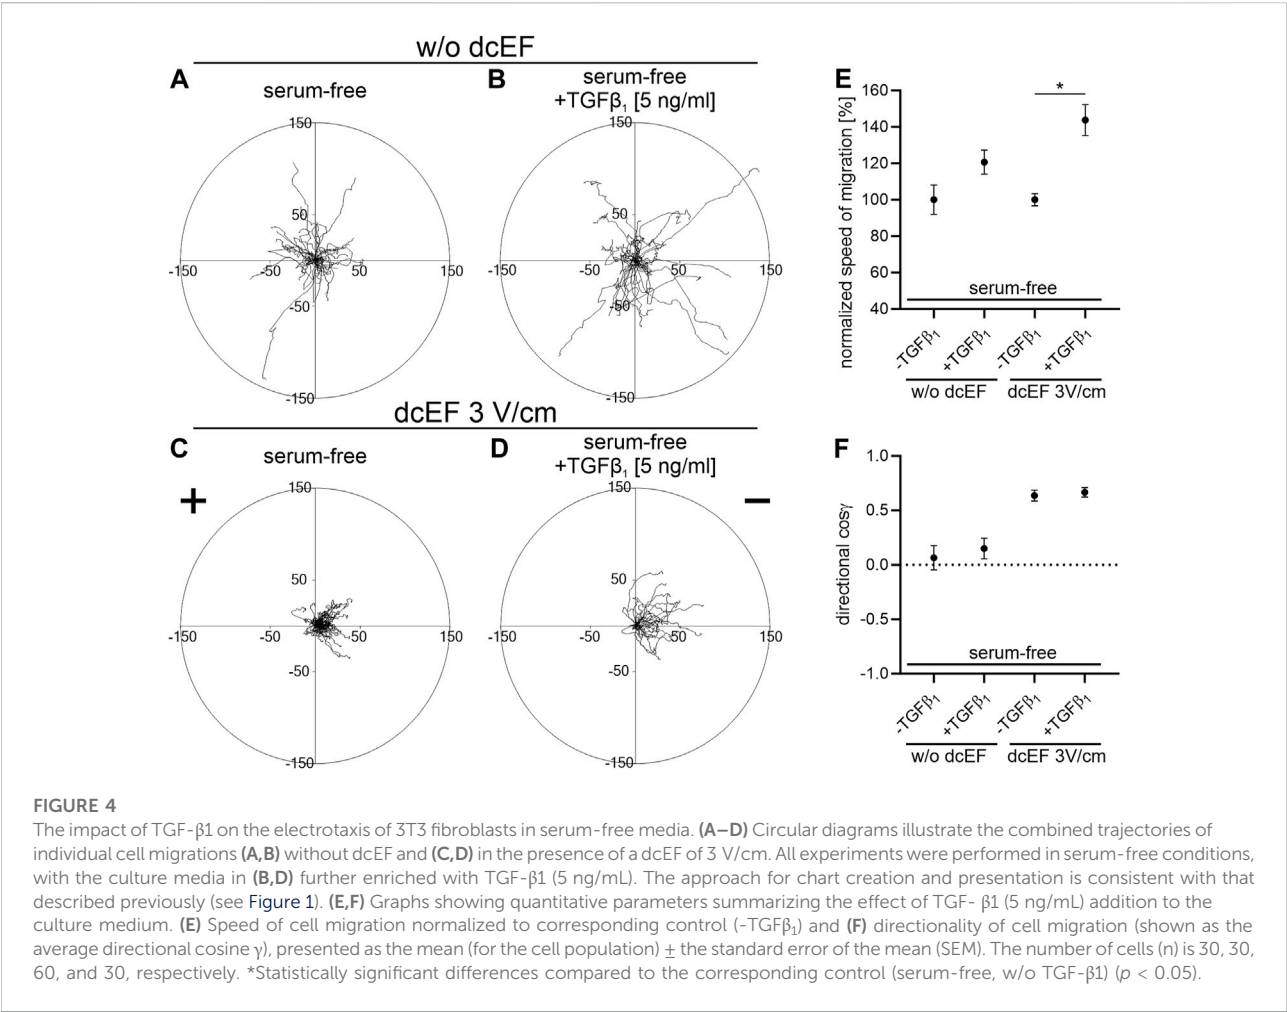 w/o dcEF
A
serum-free
B
serum-free
+TGFβ₁ [5 ng/ml]
150
50
-150
-50
50
150
-50
-150
150
50
-150
-50
50
150
-50
-150
dcEF 3 V/cm
C
serum-free
D
serum-free
+TGFβ₁ [5 ng/ml]
+
−
150
50
-150
-50
50
150
-50
-150
150
50
-150
-50
50
150
-50
-150
E
normalized speed of migration [%]
160
140
120
100
80
60
40
*
serum-free
-TGFβ₁
+TGFβ₁
-TGFβ₁
+TGFβ₁
w/o dcEF
dcEF 3V/cm
F
directional cosγ
1.0
0.5
0.0
-0.5
-1.0
serum-free
-TGFβ₁
+TGFβ₁
-TGFβ₁
+TGFβ₁
w/o dcEF
dcEF 3V/cm
FIGURE 4
The impact of TGF-β1 on the electrotaxis of 3T3 fibroblasts in serum-free media. (A–D) Circular diagrams illustrate the combined trajectories of
individual cell migrations (A,B) without dcEF and (C,D) in the presence of a dcEF of 3 V/cm. All experiments were performed in serum-free conditions,
with the culture media in (B,D) further enriched with TGF-β1 (5 ng/mL). The approach for chart creation and presentation is consistent with that
described previously (see Figure 1). (E,F) Graphs showing quantitative parameters summarizing the effect of TGF- β1 (5 ng/mL) addition to the
culture medium. (E) Speed of cell migration normalized to corresponding control (-TGFβ₁) and (F) directionality of cell migration (shown as the
average directional cosine γ), presented as the mean (for the cell population) ± the standard error of the mean (SEM). The number of cells (n) is 30, 30,
60, and 30, respectively. *Statistically significant differences compared to the corresponding control (serum-free, w/o TGF-β1) (p < 0.05).